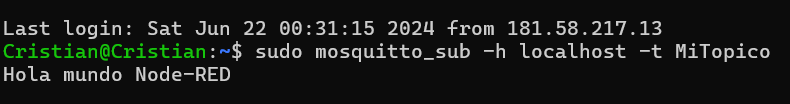 Last login: Sat Jun 22 00:31:15 2024 from 181.58.217.13
Cristian@Cristian:~$ sudo mosquitto_sub -h localhost -t MiTopico
Hola mundo Node-RED